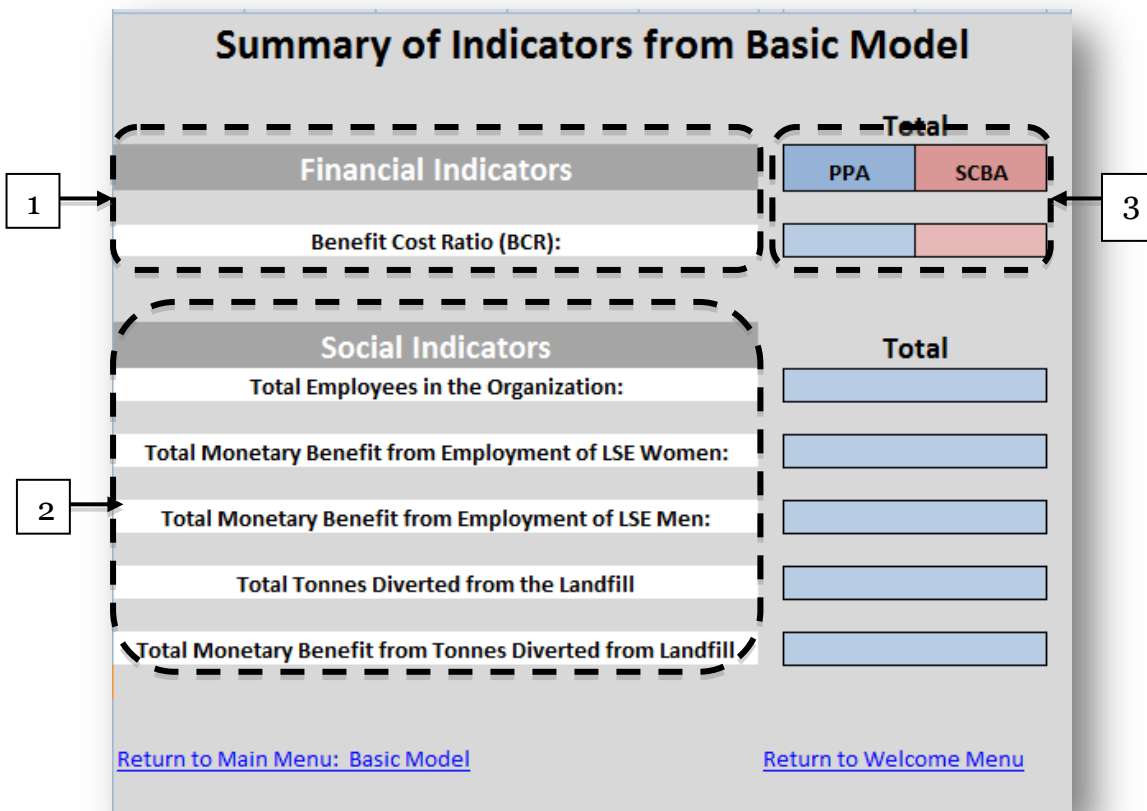 Summary of Indicators from Basic Model
Total
Financial Indicators
PPA
SCBA
1
3
Benefit Cost Ratio (BCR):
Social Indicators
Total
Total Employees in the Organization:
Total Monetary Benefit from Employment of LSE Women:
2
Total Monetary Benefit from Employment of LSE Men:
Total Tonnes Diverted from the Landfill
Total Monetary Benefit from Tonnes Diverted from Landfill
Return to Main Menu: Basic Model
Return to Welcome Menu